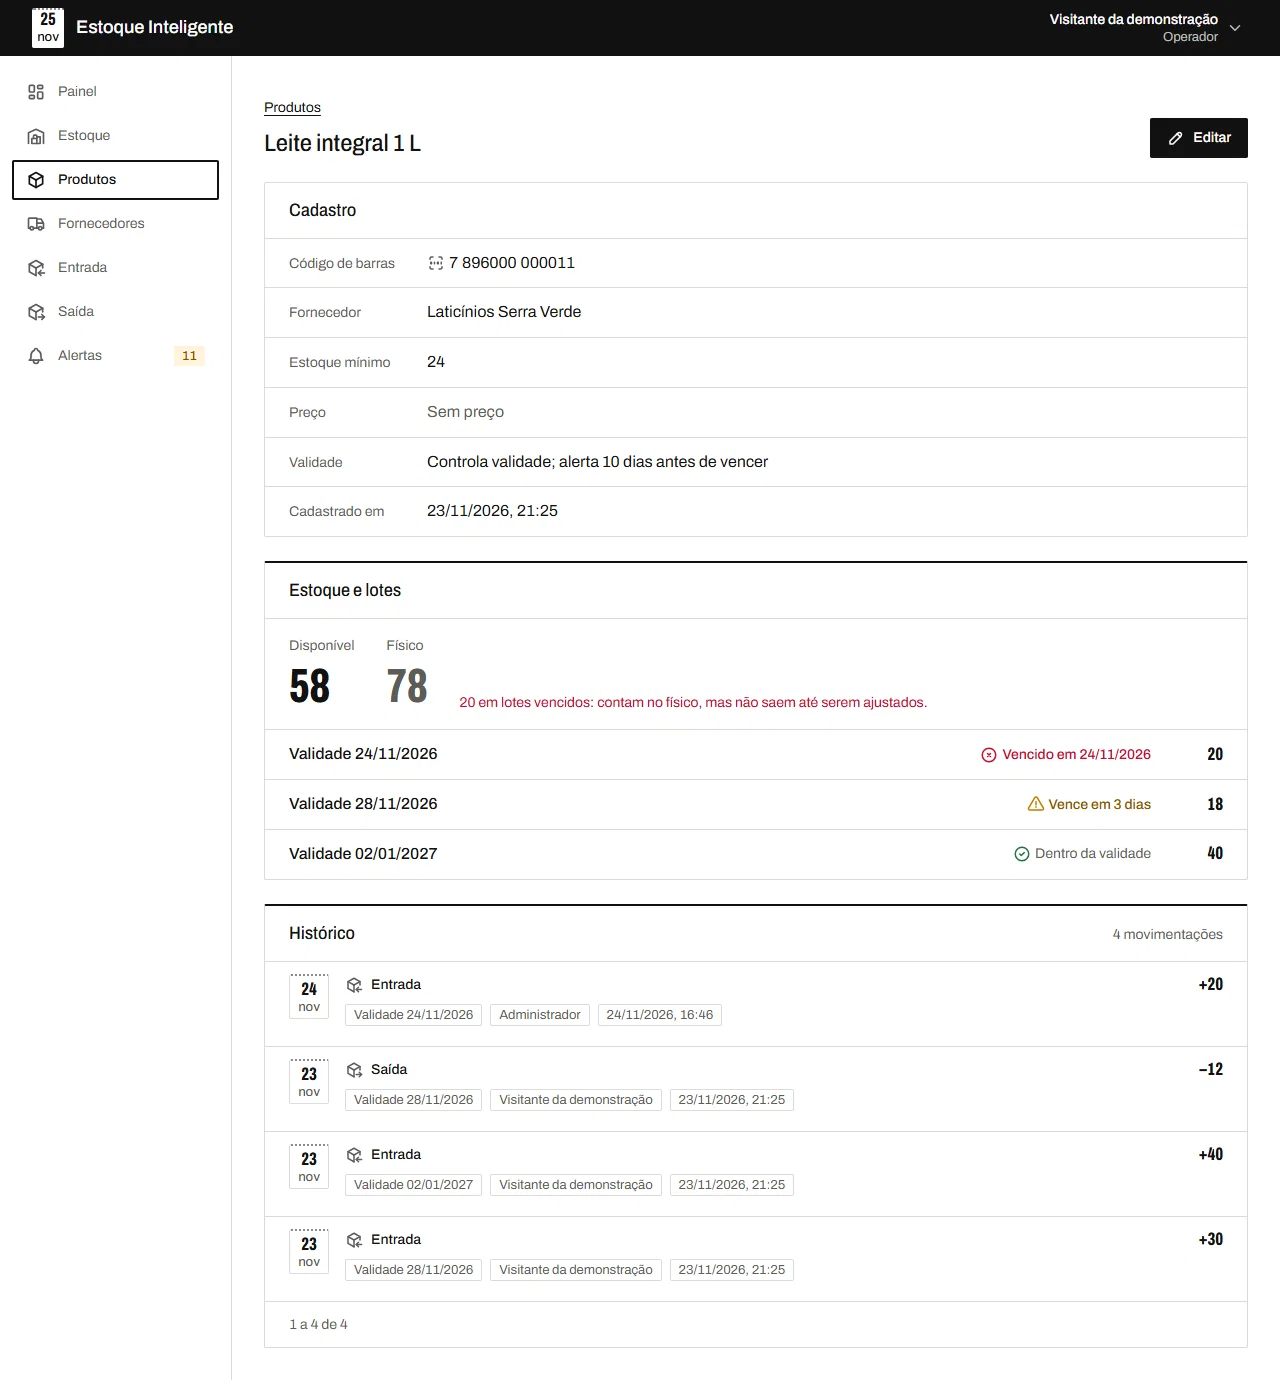 25
nov
Estoque Inteligente
Visitante da demonstração
Operador
Painel
Estoque
Produtos
Fornecedores
Entrada
Saída
Alertas 11
Produtos
Leite integral 1 L
Editar
Cadastro
Código de barras 7 896000 000011
Fornecedor Laticínios Serra Verde
Estoque mínimo 24
Preço Sem preço
Validade Controla validade; alerta 10 dias antes de vencer
Cadastrado em 23/11/2026, 21:25
Estoque e lotes
Disponível Físico
58 78 20 em lotes vencidos: contam no físico, mas não saem até serem ajustados.
Validade 24/11/2026 Vencido em 24/11/2026 20
Validade 28/11/2026 Vence em 3 dias 18
Validade 02/01/2027 Dentro da validade 40
Histórico 4 movimentações
24 nov Entrada +20
Validade 24/11/2026 Administrador 24/11/2026, 16:46
23 nov Saída −12
Validade 28/11/2026 Visitante da demonstração 23/11/2026, 21:25
23 nov Entrada +40
Validade 02/01/2027 Visitante da demonstração 23/11/2026, 21:25
23 nov Entrada +30
Validade 28/11/2026 Visitante da demonstração 23/11/2026, 21:25
1 a 4 de 4